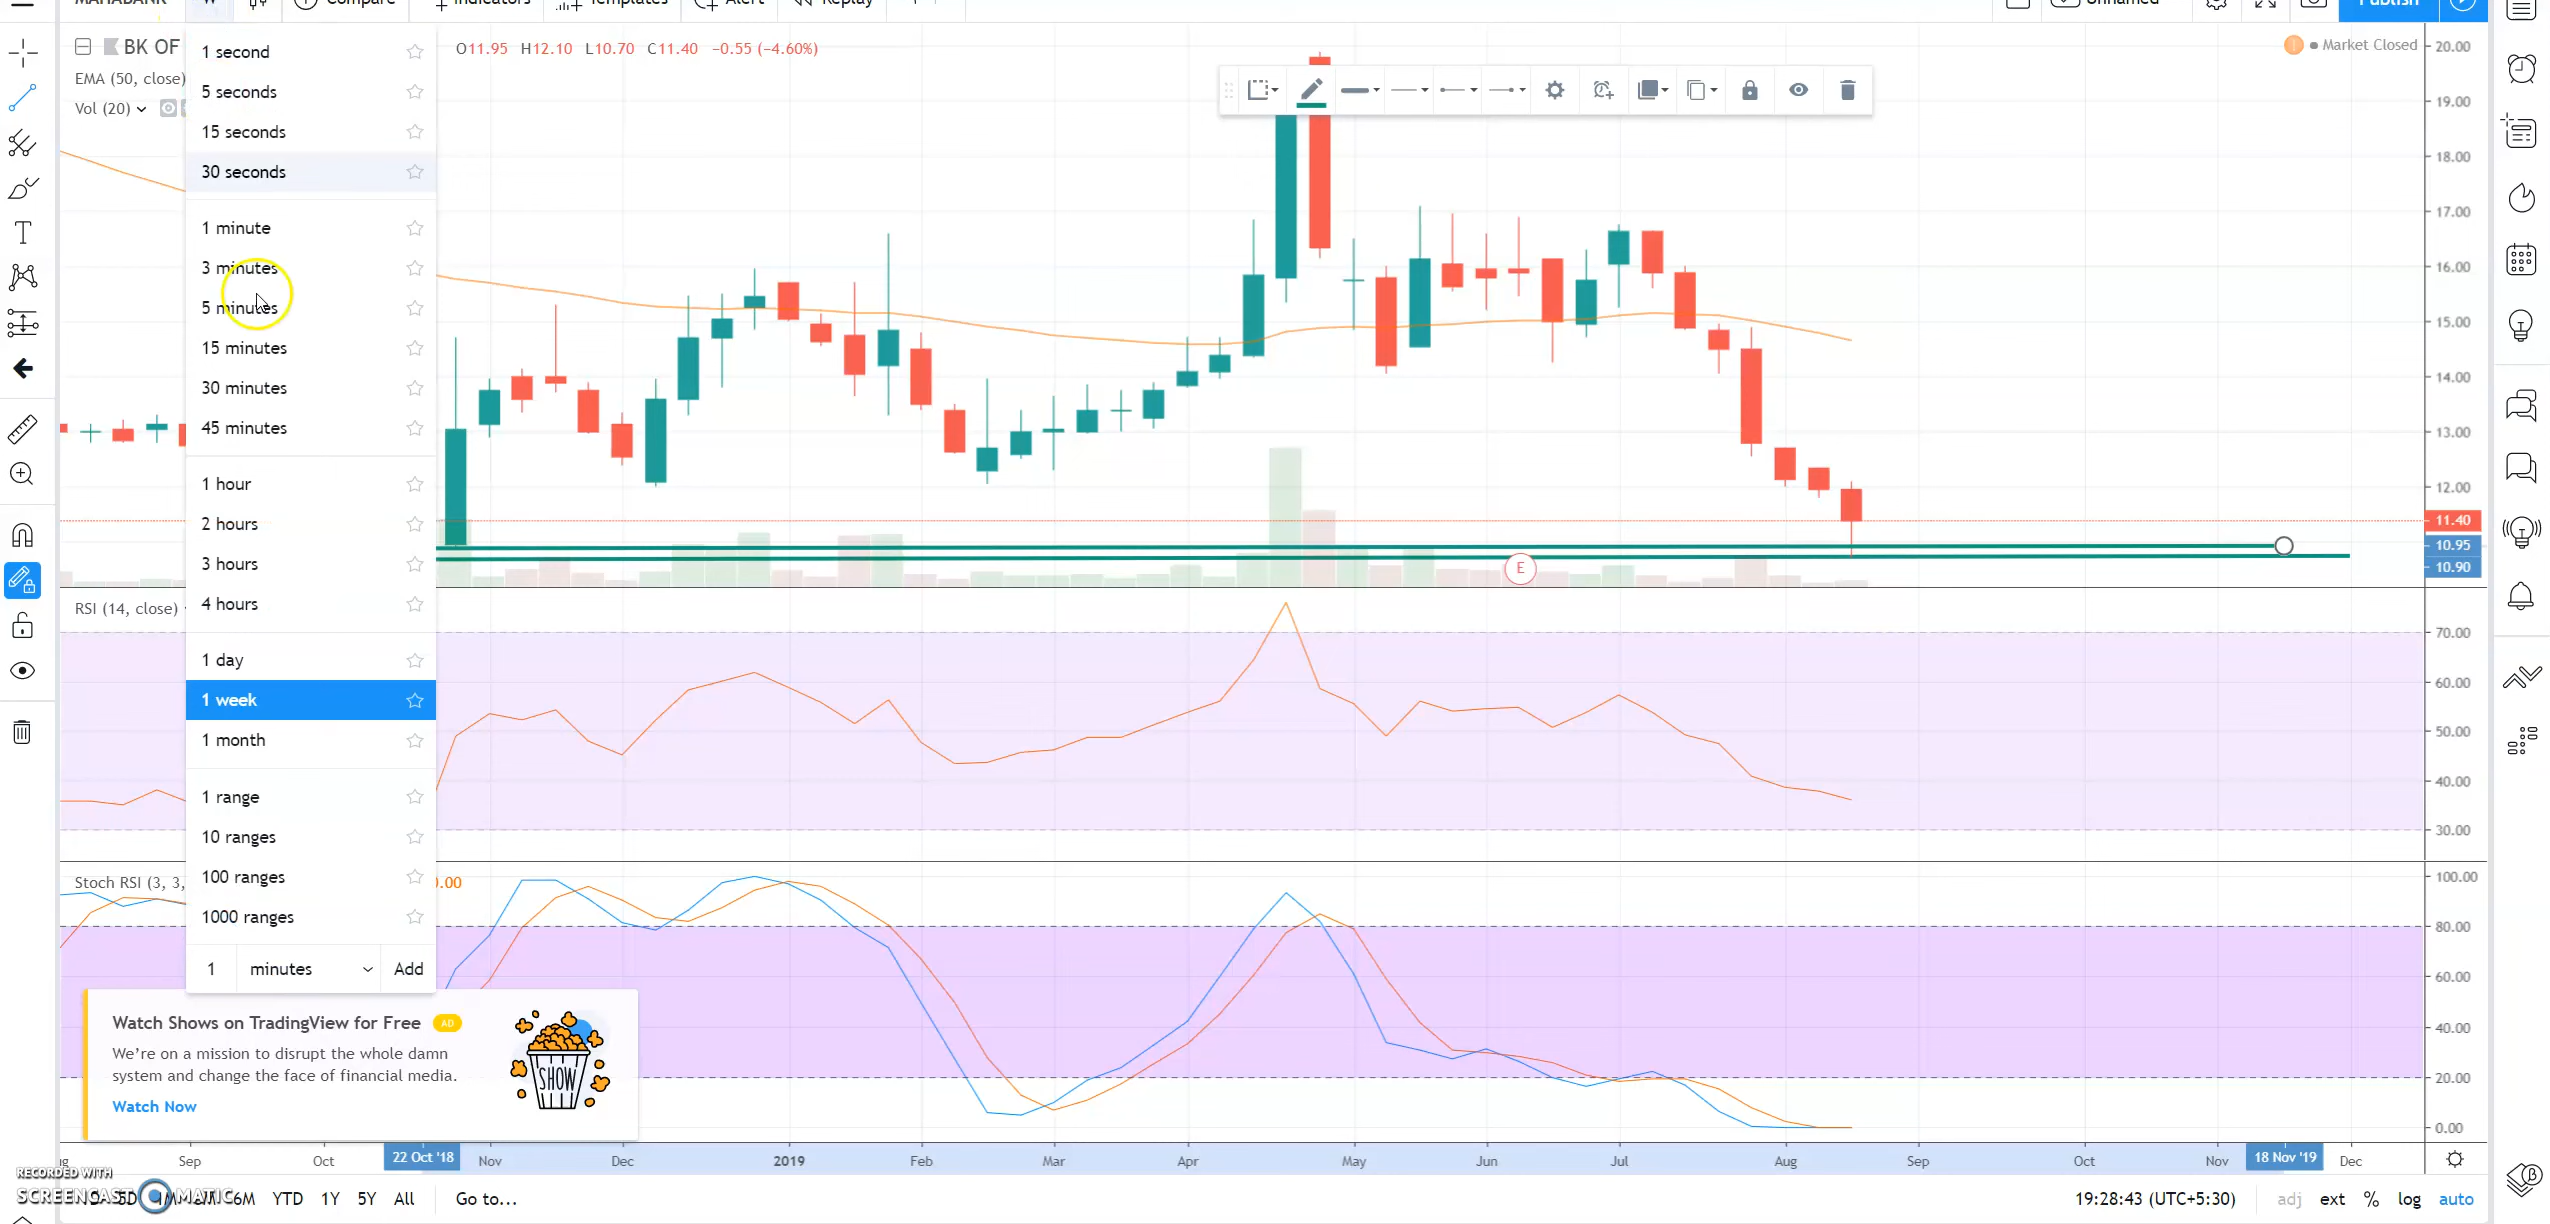 MAHABANK W Compare Indicators Templates Alert Replay Unnamed Publish
BK OF O11.95 H12.10 L10.70 C11.40 −0.55 (−4.60%) Market Closed
EMA (50, close)
Vol (20)
1 second
5 seconds
15 seconds
30 seconds
1 minute
3 minutes
5 minutes
15 minutes
30 minutes
45 minutes
1 hour
2 hours
3 hours
4 hours
1 day
1 week
1 month
1 range
10 ranges
100 ranges
1000 ranges
1 minutes Add
20.00
19.00
18.00
17.00
16.00
15.00
14.00
13.00
12.00
11.40
10.95
10.90
E
RSI (14, close)
70.00
60.00
50.00
40.00
30.00
Stoch RSI (3, 3,
100.00
80.00
60.00
40.00
20.00
0.00
Watch Shows on TradingView for Free AD
We're on a mission to disrupt the whole damn
system and change the face of financial media.
Watch Now
SHOW
Sep Oct 22 Oct '18 Nov Dec 2019 Feb Mar Apr May Jun Jul Aug Sep Oct Nov 18 Nov '19 Dec
RECORDED WITH
SCREENCAST MATIC
5D 6M YTD 1Y 5Y All Go to... 19:28:43 (UTC+5:30) adj ext % log auto